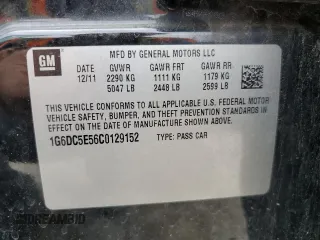 GM
MFD BY GENERAL MOTORS LLC
DATE GVWR GAWR FRT GAWR RR
12/11 2290 KG 1111 KG 1179 KG
5047 LB 2448 LB 2599 LB
THIS VEHICLE CONFORMS TO ALL APPLICABLE U.S. FEDERAL MOTOR
VEHICLE SAFETY, BUMPER, AND THEFT PREVENTION STANDARDS IN
EFFECT ON THE DATE OF MANUFACTURE SHOWN ABOVE.
1G6DC5E56C0129152 TYPE: PASS CAR
IDREAMBID